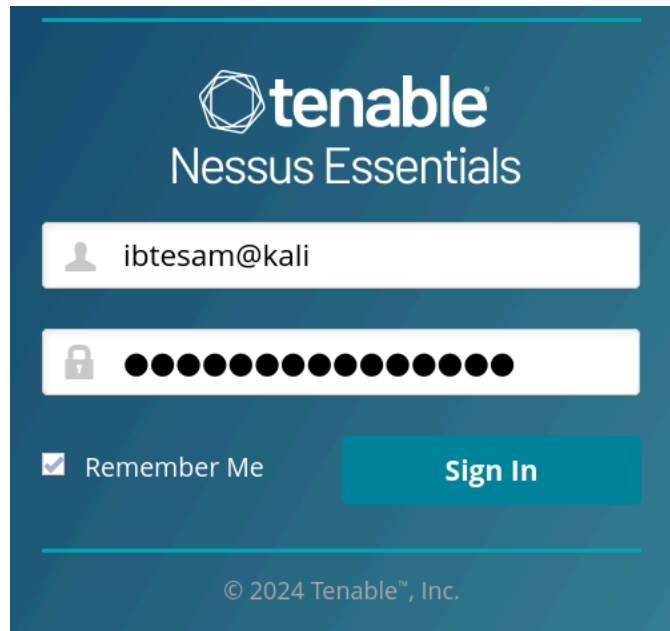 tenable®
Nessus Essentials
ibtesam@kali
●●●●●●●●●●●●●●●
Remember Me
Sign In
© 2024 Tenable™, Inc.